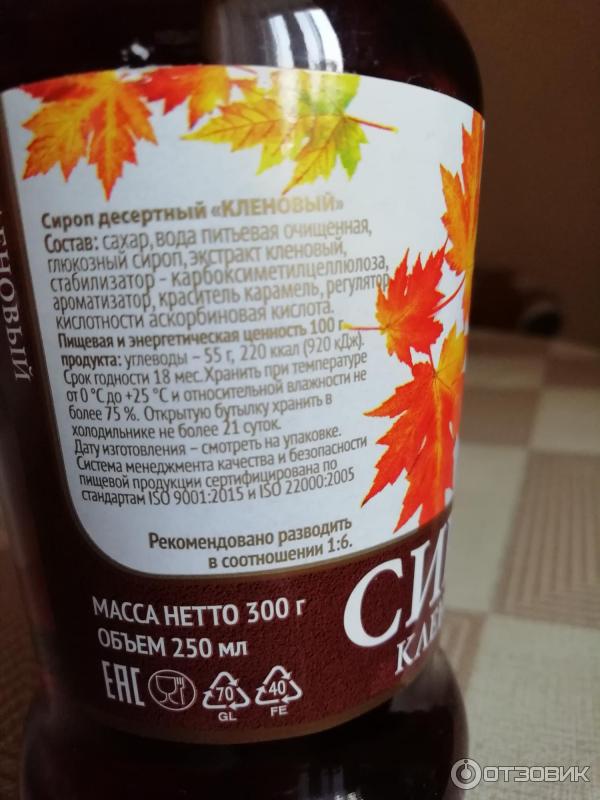 Сироп десертный «КЛЕНОВЫЙ»
Состав: сахар, вода питьевая очищенная,
глюкозный сироп, экстракт кленовый,
стабилизатор - карбоксиметилцеллюлоза,
ароматизатор, краситель карамель, регулятор
кислотности аскорбиновая кислота.
Пищевая и энергетическая ценность 100 г
продукта: углеводы – 55 г, 220 ккал (920 кДж).
Срок годности 18 мес. Хранить при температуре
от 0 °С до +25 °С и относительной влажности не
более 75 %. Открытую бутылку хранить в
холодильнике не более 21 суток.
Дату изготовления – смотреть на упаковке.
Система менеджмента качества и безопасности
пищевой продукции сертифицирована по
стандартам ISO 9001:2015 и ISO 22000:2005
Рекомендовано разводить
в соотношении 1:6.
МАССА НЕТТО 300 г
ОБЪЕМ 250 мл
EAC
70
GL
40
FE
СИ
КЛЕ
ЕНОВЫЙ
ОТЗОВИК